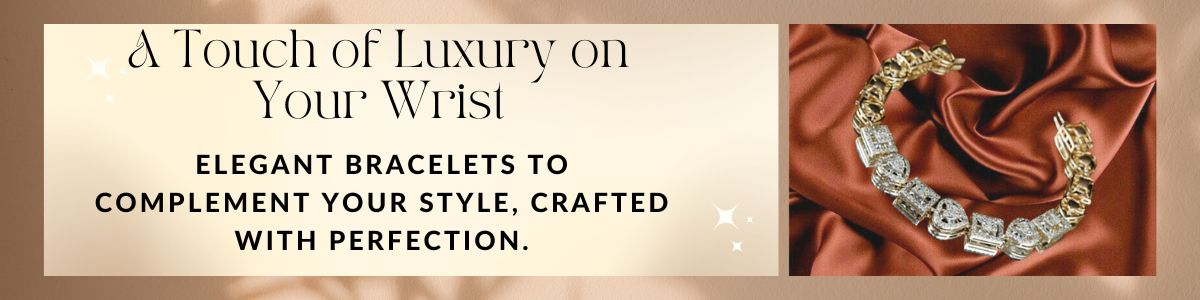 A Touch of Luxury on
Your Wrist
ELEGANT BRACELETS TO
COMPLEMENT YOUR STYLE, CRAFTED
WITH PERFECTION.